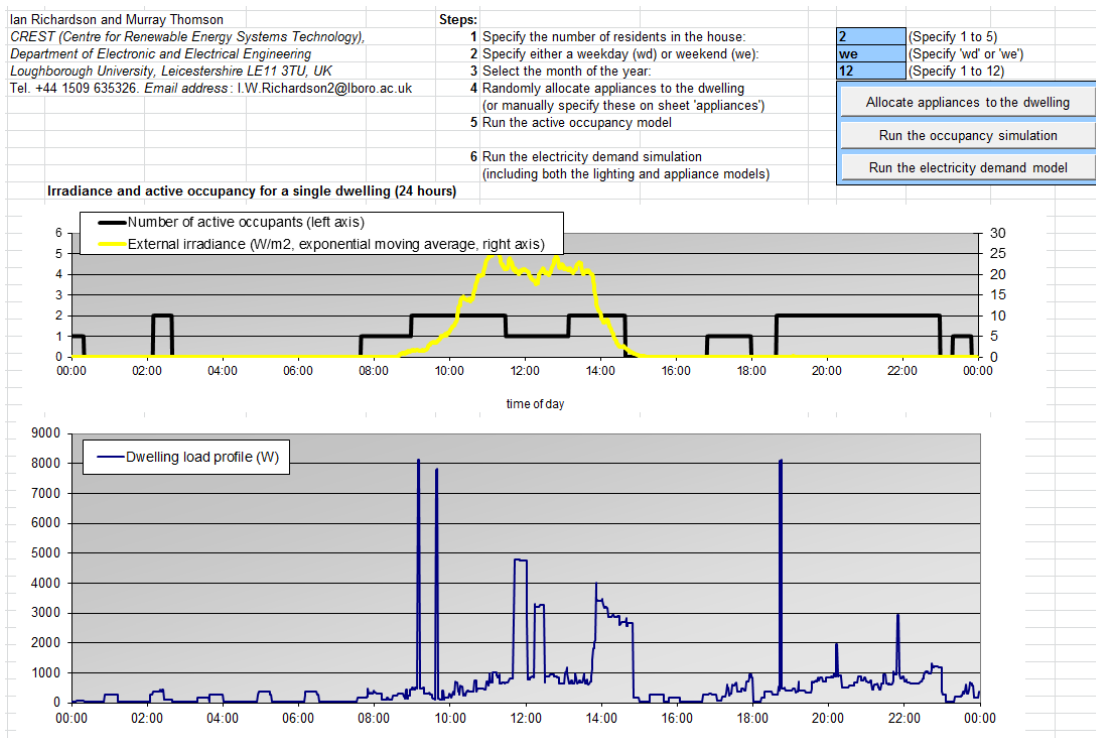 Ian Richardson and Murray Thomson
CREST (Centre for Renewable Energy Systems Technology),
Department of Electronic and Electrical Engineering
Loughborough University, Leicestershire LE11 3TU, UK
Tel. +44 1509 635326. Email address: I.W.Richardson2@lboro.ac.uk
Steps:
1 Specify the number of residents in the house: 2 (Specify 1 to 5)
2 Specify either a weekday (wd) or weekend (we): we (Specify 'wd' or 'we')
3 Select the month of the year: 12 (Specify 1 to 12)
4 Randomly allocate appliances to the dwelling
(or manually specify these on sheet 'appliances')
5 Run the active occupancy model
6 Run the electricity demand simulation
(including both the lighting and appliance models)
Allocate appliances to the dwelling
Run the occupancy simulation
Run the electricity demand model
Irradiance and active occupancy for a single dwelling (24 hours)
Number of active occupants (left axis)
External irradiance (W/m2, exponential moving average, right axis)
6 30
5 25
4 20
3 15
2 10
1 5
0 0
00:00 02:00 04:00 06:00 08:00 10:00 12:00 14:00 16:00 18:00 20:00 22:00 00:00
time of day
Dwelling load profile (W)
9000
8000
7000
6000
5000
4000
3000
2000
1000
0
00:00 02:00 04:00 06:00 08:00 10:00 12:00 14:00 16:00 18:00 20:00 22:00 00:00